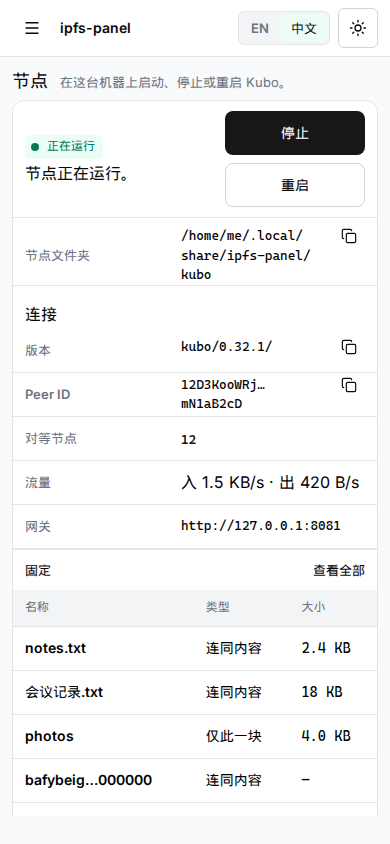 ipfs-panel
EN 中文
节点 在这台机器上启动、停止或重启 Kubo。
正在运行
节点正在运行。
停止
重启
节点文件夹
/home/me/.local/
share/ipfs-panel/
kubo
连接
版本 kubo/0.32.1/
Peer ID
12D3KooWRj…
mN1aB2cD
对等节点 12
流量 入 1.5 KB/s · 出 420 B/s
网关 http://127.0.0.1:8081
固定 查看全部
名称 类型 大小
notes.txt 连同内容 2.4 KB
会议记录.txt 连同内容 18 KB
photos 仅此一块 4.0 KB
bafybeig…000000 连同内容 —